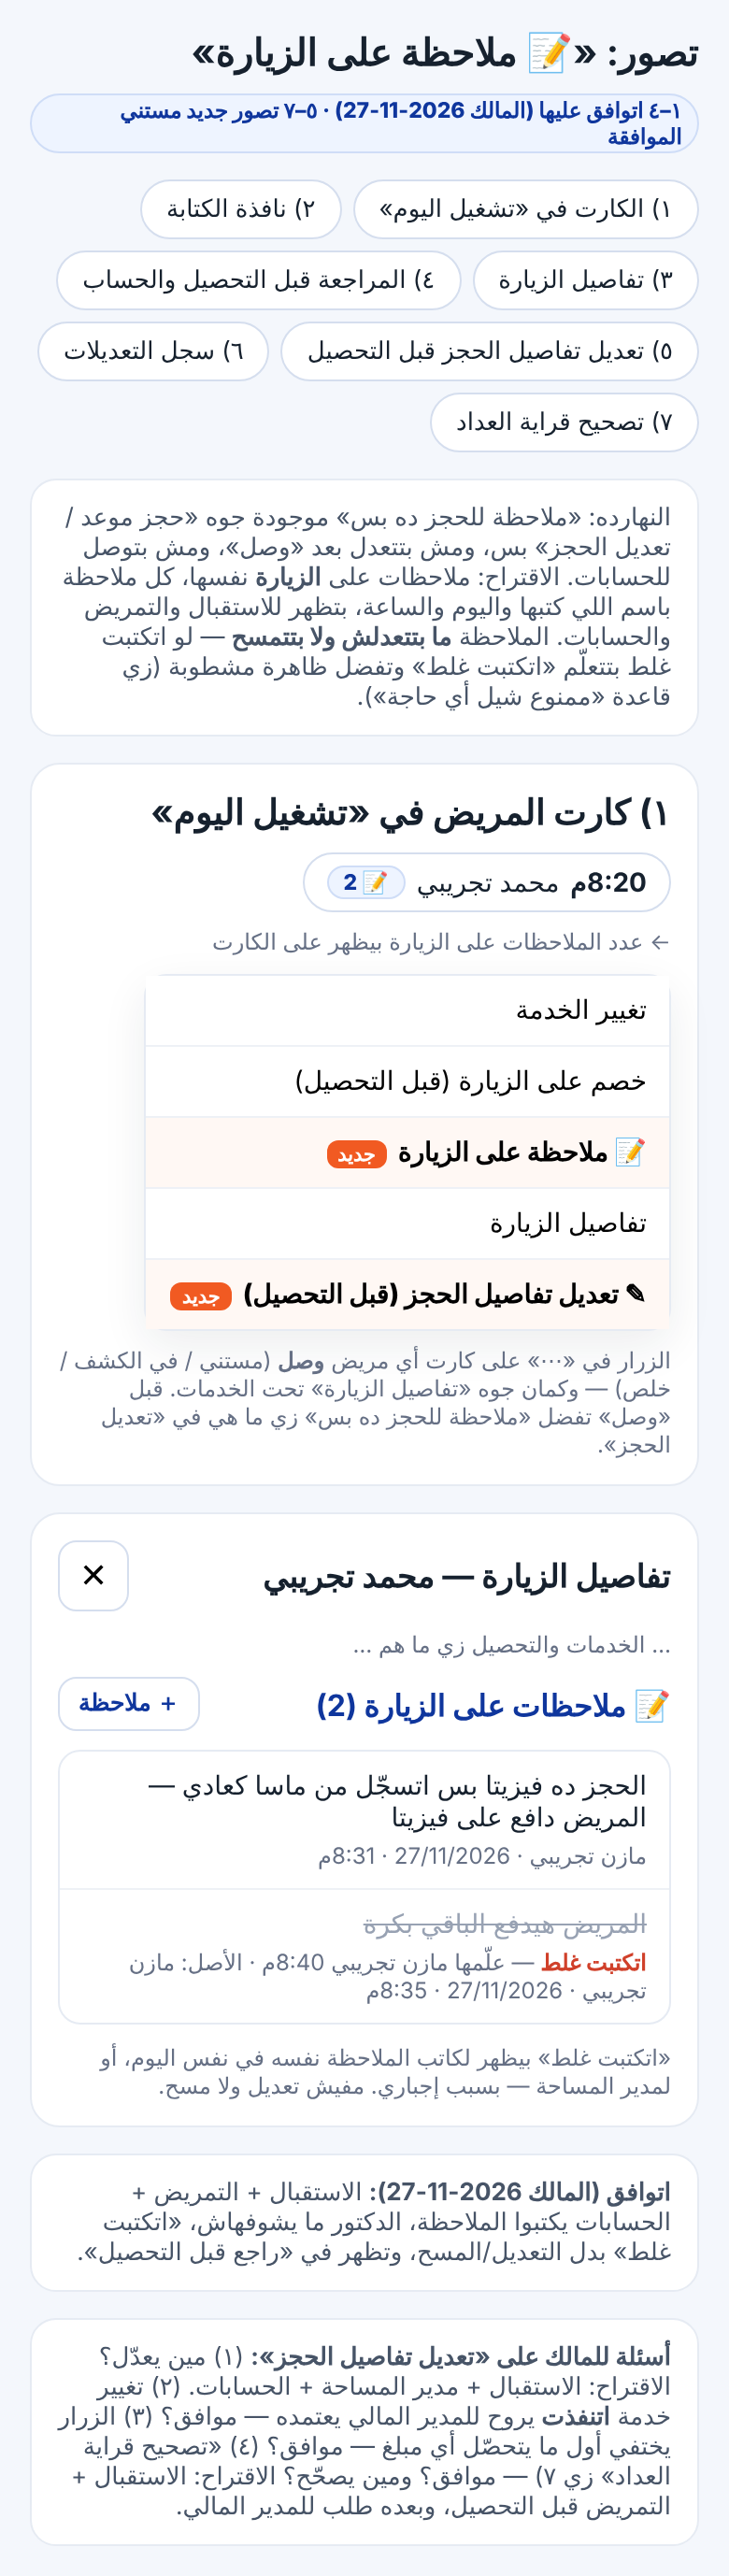 تصور: «📝 ملاحظة على الزيارة»
١–٤ اتوافق عليها (المالك 2026-11-27) · ٥–٧ تصور جديد مستني
الموافقة
١) الكارت في «تشغيل اليوم»
٢) نافذة الكتابة
٣) تفاصيل الزيارة
٤) المراجعة قبل التحصيل والحساب
٥) تعديل تفاصيل الحجز قبل التحصيل
٦) سجل التعديلات
٧) تصحيح قراية العداد
النهارده: «ملاحظة للحجز ده بس» موجودة جوه «حجز موعد /
تعديل الحجز» بس، ومش بتتعدل بعد «وصل»، ومش بتوصل
للحسابات. الاقتراح: ملاحظات على الزيارة نفسها، كل ملاحظة
باسم اللي كتبها واليوم والساعة، بتظهر للاستقبال والتمريض
والحسابات. الملاحظة ما بتتعدلش ولا بتتمسح — لو اتكتبت
غلط بتتعلّم «اتكتبت غلط» وتفضل ظاهرة مشطوبة (زي
قاعدة «ممنوع شيل أي حاجة»).
١) كارت المريض في «تشغيل اليوم»
8:20م محمد تجريبي 📝 2
← عدد الملاحظات على الزيارة بيظهر على الكارت
تغيير الخدمة
خصم على الزيارة (قبل التحصيل)
📝 ملاحظة على الزيارة جديد
تفاصيل الزيارة
✎ تعديل تفاصيل الحجز (قبل التحصيل) جديد
الزرار في «⋯» على كارت أي مريض وصل (مستني / في الكشف /
خلص) — وكمان جوه «تفاصيل الزيارة» تحت الخدمات. قبل
«وصل» تفضل «ملاحظة للحجز ده بس» زي ما هي في «تعديل
الحجز».
تفاصيل الزيارة — محمد تجريبي ✕
... الخدمات والتحصيل زي ما هم ...
📝 ملاحظات على الزيارة (2) + ملاحظة
الحجز ده فيزيتا بس اتسجّل من ماسا كعادي —
المريض دافع على فيزيتا
مازن تجريبي · 27/11/2026 · 8:31م
المريض هيدفع الباقي بكرة
اتكتبت غلط — علّمها مازن تجريبي 8:40م · الأصل: مازن
تجريبي · 27/11/2026 · 8:35م
«اتكتبت غلط» بيظهر لكاتب الملاحظة نفسه في نفس اليوم، أو
لمدير المساحة — بسبب إجباري. مفيش تعديل ولا مسح.
اتوافق (المالك 2026-11-27): الاستقبال + التمريض +
الحسابات يكتبوا الملاحظة، الدكتور ما يشوفهاش، «اتكتبت
غلط» بدل التعديل/المسح، وتظهر في «راجع قبل التحصيل».
أسئلة للمالك على «تعديل تفاصيل الحجز»: (١) مين يعدّل؟
الاقتراح: الاستقبال + مدير المساحة + الحسابات. (٢) تغيير
خدمة اتنفذت يروح للمدير المالي يعتمده — موافق؟ (٣) الزرار
يختفي أول ما يتحصّل أي مبلغ — موافق؟ (٤) «تصحيح قراية
العداد» زي ٧) — موافق؟ ومين يصحّح؟ الاقتراح: الاستقبال +
التمريض قبل التحصيل، وبعده طلب للمدير المالي.